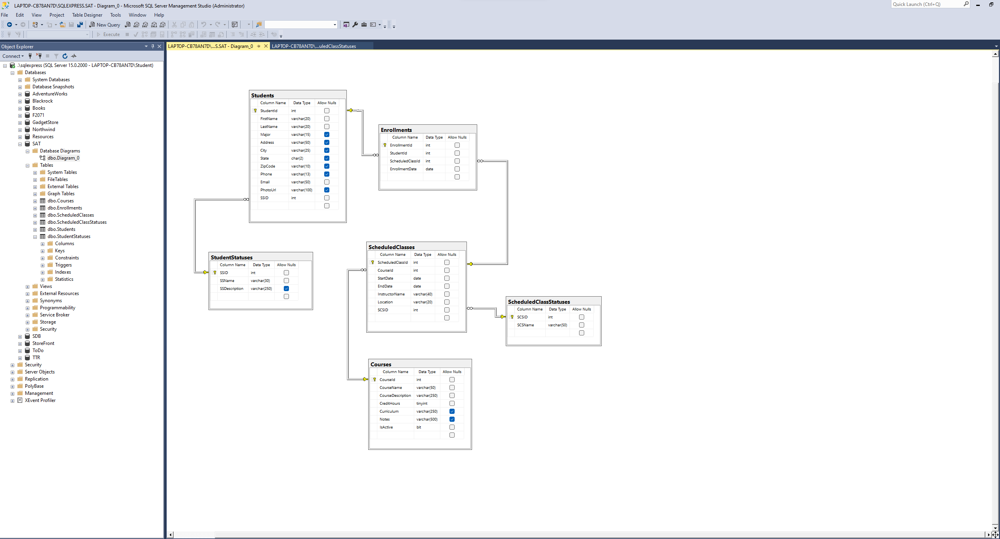 LAPTOP-CB78AN7D\SQLEXPRESS.SAT - Diagram_0 - Microsoft SQL Server Management Studio (Administrator)
Quick Launch (Ctrl+Q)
File Edit View Project Table Designer Tools Window Help
New Query MDX DMX XMLA DAX
Execute
Object Explorer
LAPTOP-CB78AN7D\...S.SAT - Diagram_0
LAPTOP-CB78AN7D\...uledClassStatuses
Connect
.\sqlexpress (SQL Server 15.0.2000 - LAPTOP-CB78AN7D\Student)
Databases
System Databases
Database Snapshots
AdventureWorks
Blackrock
Books
F2071
GadgetStore
Northwind
Resources
SAT
Database Diagrams
dbo.Diagram_0
Tables
System Tables
FileTables
External Tables
Graph Tables
dbo.Courses
dbo.Enrollments
dbo.ScheduledClasses
dbo.ScheduledClassStatuses
dbo.Students
dbo.StudentStatuses
Columns
Keys
Constraints
Triggers
Indexes
Statistics
Views
External Resources
Synonyms
Programmability
Service Broker
Storage
Security
SDB
StoreFront
ToDo
TTR
Security
Server Objects
Replication
PolyBase
Management
XEvent Profiler
Students
Column Name Data Type Allow Nulls
StudentId int
FirstName varchar(20)
LastName varchar(20)
Major varchar(15)
Address varchar(50)
City varchar(25)
State char(2)
ZipCode varchar(10)
Phone varchar(13)
Email varchar(50)
PhotoUrl varchar(100)
SSID int
Enrollments
Column Name Data Type Allow Nulls
EnrollmentId int
StudentId int
ScheduledClassId int
EnrollmentDate date
StudentStatuses
Column Name Data Type Allow Nulls
SSID int
SSName varchar(30)
SSDescription varchar(250)
ScheduledClasses
Column Name Data Type Allow Nulls
ScheduledClassId int
CourseId int
StartDate date
EndDate date
InstructorName varchar(40)
Location varchar(20)
SCSID int
ScheduledClassStatuses
Column Name Data Type Allow Nulls
SCSID int
SCSName varchar(50)
Courses
Column Name Data Type Allow Nulls
CourseId int
CourseName varchar(50)
CourseDescription varchar(250)
CreditHours tinyint
Curriculum varchar(250)
Notes varchar(500)
IsActive bit